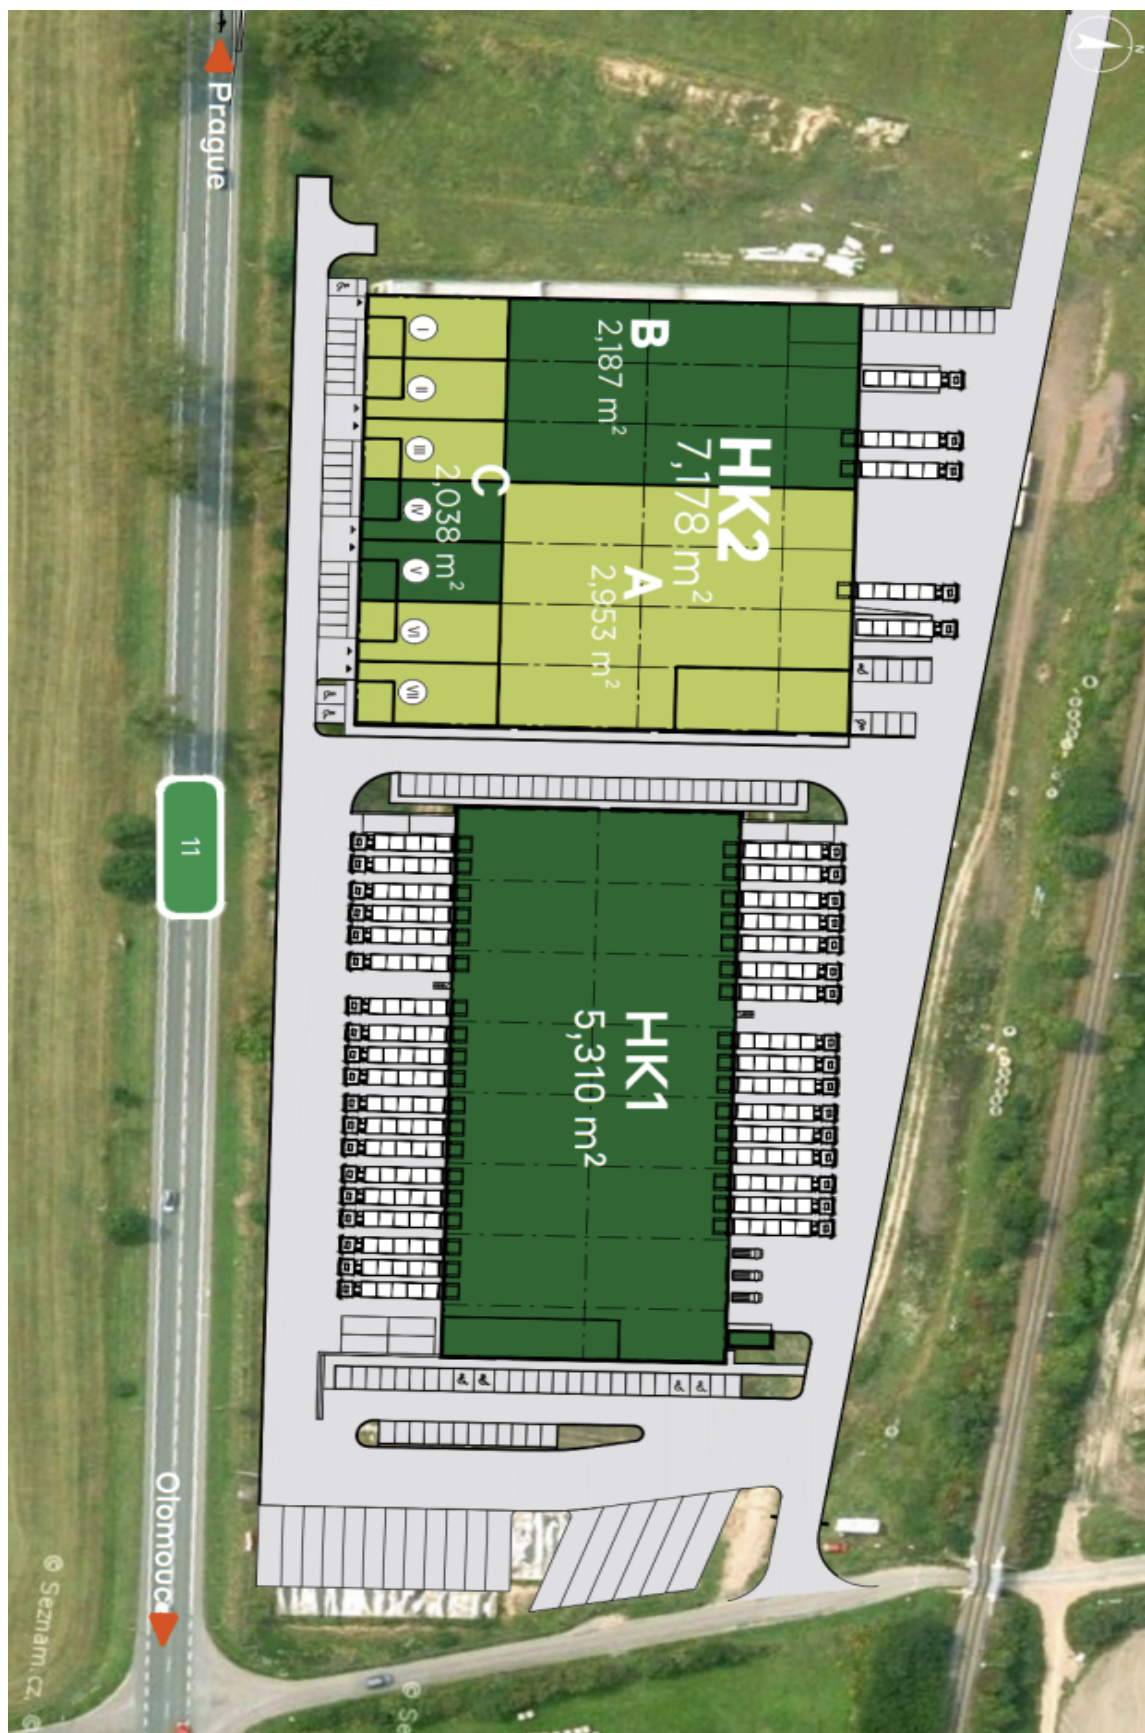 N
Prague
I
II
III
IV
V
VI
VII
B
2,187 m²
HK2
7,178 m²
C
2,038 m²
A
2,953 m²
11
HK1
5,310 m²
Olomouc
© Seznam.cz, ©
© Se